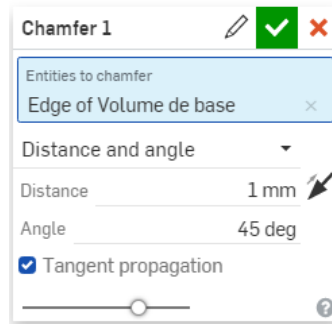 Chamfer 1
Entities to chamfer
Edge of Volume de base
Distance and angle
Distance 1 mm
Angle 45 deg
Tangent propagation